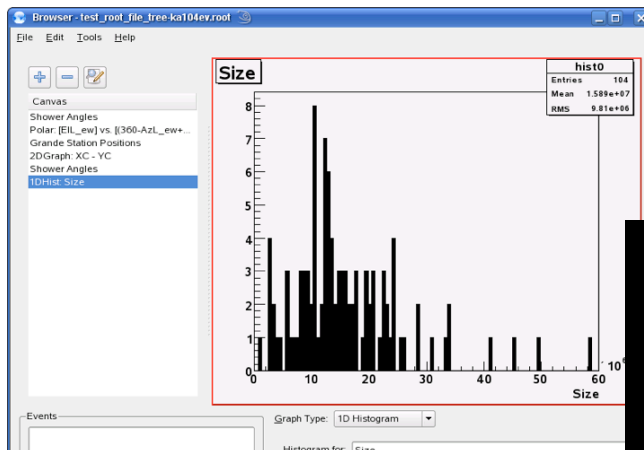 Browser - test_root_file_tree-ka104ev.root
File Edit Tools Help
Canvas
Shower Angles
Polar: [EIL_ew] vs. [(360-AzL_ew+...
Grande Station Positions
2DGraph: XC - YC
Shower Angles
1DHist: Size
Size
hist0
Entries 104
Mean 1.589e+07
RMS 9.81e+06
8
7
6
5
4
3
2
1
0
0 10 20 30 40 50 60
Size
Events
Graph Type: 1D Histogram
Histogram for: Size